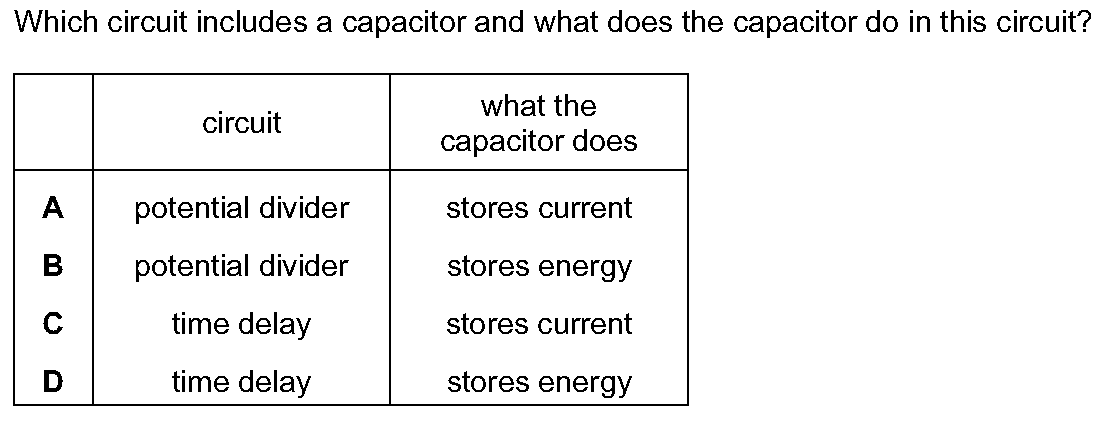 Which circuit includes a capacitor and what does the capacitor do in this circuit?
circuit what the
capacitor does
A potential divider stores current
B potential divider stores energy
C time delay stores current
D time delay stores energy